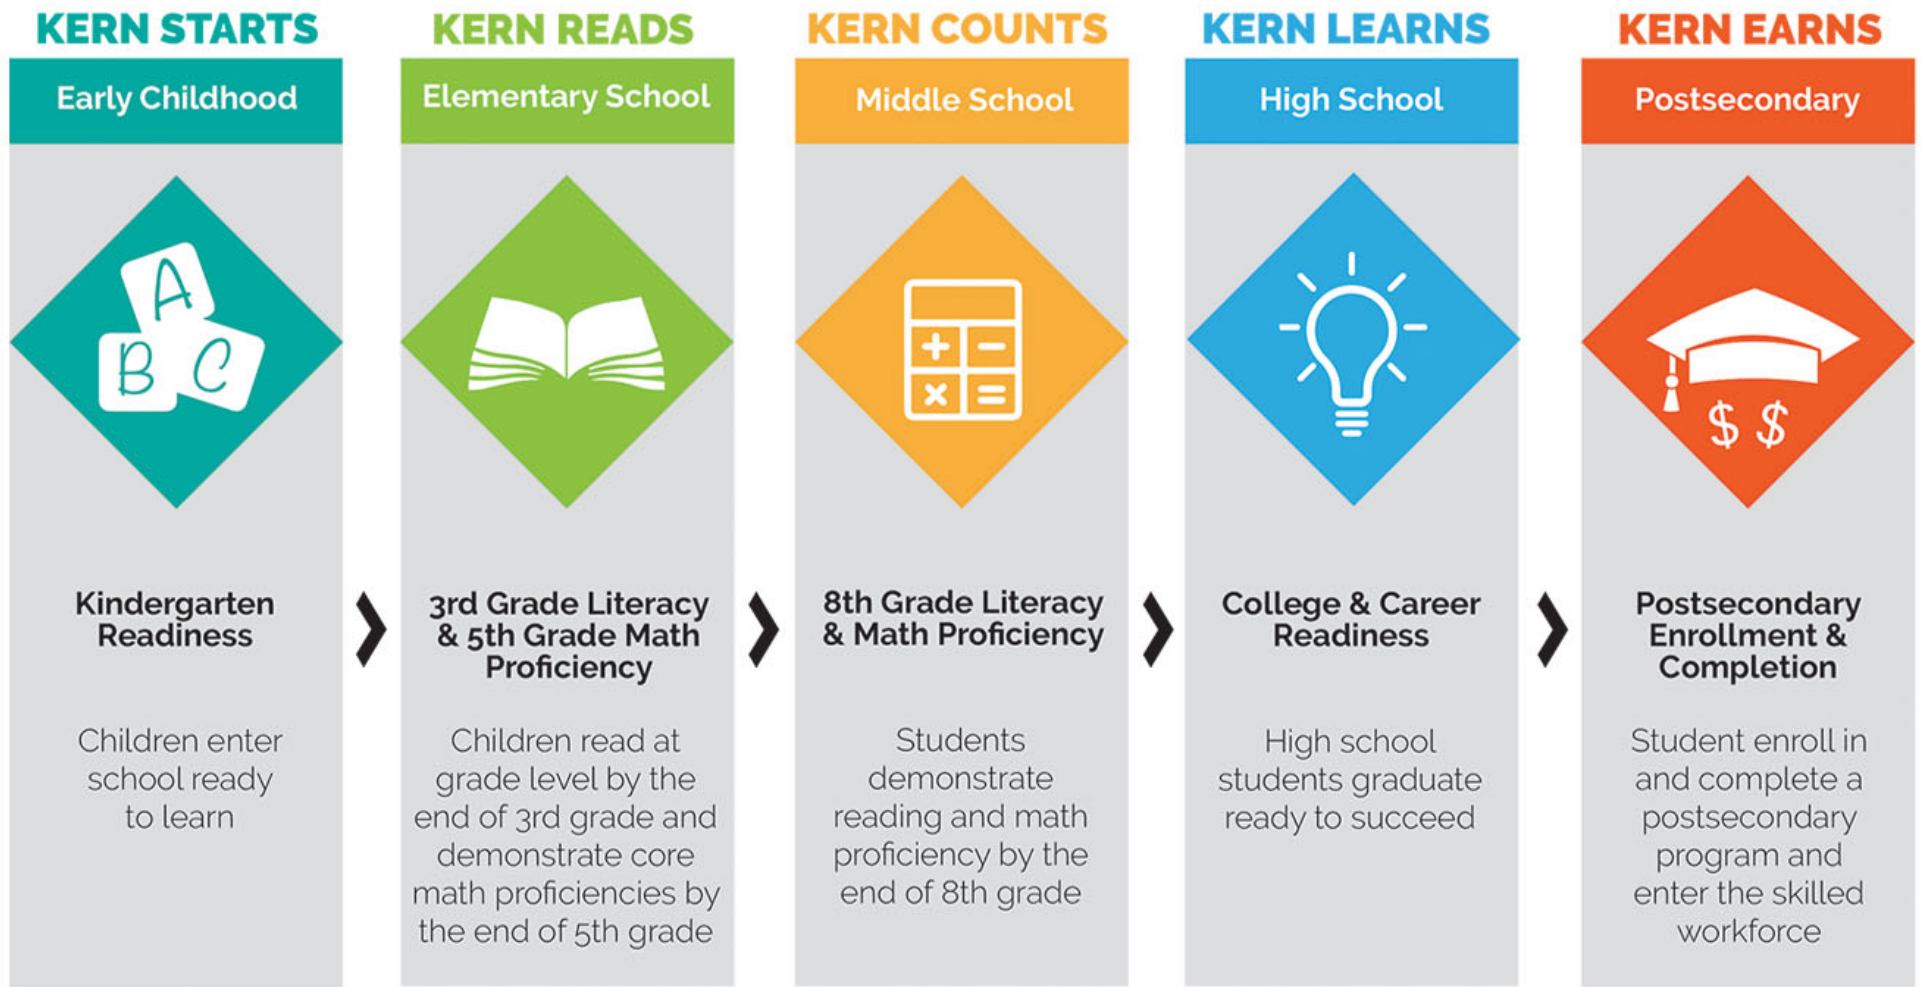 KERN STARTS
Early Childhood
A
B C
Kindergarten
Readiness
Children enter
school ready
to learn
KERN READS
Elementary School
3rd Grade Literacy
& 5th Grade Math
Proficiency
Children read at
grade level by the
end of 3rd grade and
demonstrate core
math proficiencies by
the end of 5th grade
KERN COUNTS
Middle School
+ −
× =
8th Grade Literacy
& Math Proficiency
Students
demonstrate
reading and math
proficiency by the
end of 8th grade
KERN LEARNS
High School
College & Career
Readiness
High school
students graduate
ready to succeed
KERN EARNS
Postsecondary
$ $
Postsecondary
Enrollment &
Completion
Student enroll in
and complete a
postsecondary
program and
enter the skilled
workforce